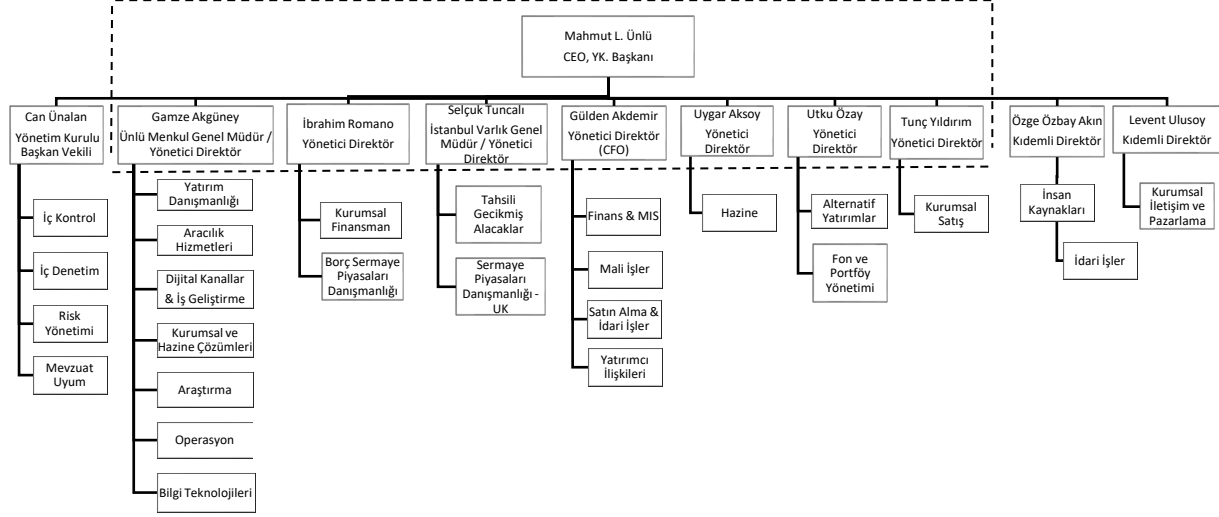 Mahmut L. Ünlü
CEO, YK. Başkanı
Can Ünalan
Yönetim Kurulu
Başkan Vekili
Gamze Akgüney
Ünlü Menkul Genel Müdür /
Yönetici Direktör
İbrahim Romano
Yönetici Direktör
Selçuk Tuncalı
İstanbul Varlık Genel
Müdür / Yönetici Direktör
Gülden Akdemir
Yönetici Direktör
(CFO)
Uygar Aksoy
Yönetici
Direktör
Utku Özay
Yönetici
Direktör
Tunç Yıldırım
Yönetici Direktör
Özge Özbay Akın
Kıdemli Direktör
Levent Ulusoy
Kıdemli Direktör
İç Kontrol
İç Denetim
Risk
Yönetimi
Mevzuat
Uyum
Yatırım
Danışmanlığı
Aracılık
Hizmetleri
Dijital Kanallar
& İş Geliştirme
Kurumsal ve
Hazine Çözümleri
Araştırma
Operasyon
Bilgi Teknolojileri
Kurumsal
Finansman
Borç Sermaye
Piyasaları
Danışmanlığı
Tahsili
Gecikmiş
Alacaklar
Sermaye
Piyasaları
Danışmanlığı -
UK
Finans & MIS
Mali İşler
Satın Alma &
İdari İşler
Yatırımcı
İlişkileri
Hazine
Alternatif
Yatırımlar
Fon ve
Portföy
Yönetimi
Kurumsal
Satış
İnsan
Kaynakları
İdari İşler
Kurumsal
İletişim ve
Pazarlama